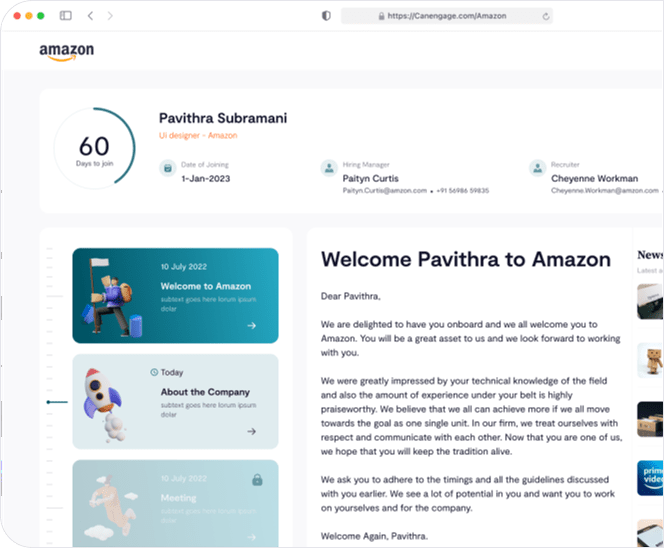 https://Canengage.com/Amazon
amazon
60
Days to join
Pavithra Subramani
Ui designer - Amazon
Date of Joining
1-Jan-2023
Hiring Manager
Paityn Curtis
Paityn.Curtis@amzon.com • +91 56986 59835
Recruiter
Cheyenne Workman
Cheyenne.Workman@amzon.com
10 July 2022
Welcome to Amazon
subtext goes here lorum ipsum
dolar
Today
About the Company
subtext goes here lorum ipsum
dolar
10 July 2022
Meeting
subtext goes here lorum ipsum
dolar
Welcome Pavithra to Amazon
Dear Pavithra,
We are delighted to have you onboard and we all welcome you to
Amazon. You will be a great asset to us and we look forward to working
with you.
We were greatly impressed by your technical knowledge of the field
and also the amount of experience under your belt is highly
praiseworthy. We believe that we all can achieve more if we all move
towards the goal as one single unit. In our firm, we treat ourselves with
respect and communicate with each other. Now that you are one of us,
we hope that you will keep the tradition alive.
We ask you to adhere to the timings and all the guidelines discussed
with you earlier. We see a lot of potential in you and want you to work
on yourselves and for the company.
Welcome Again, Pavithra.
News
Latest a
prime
video